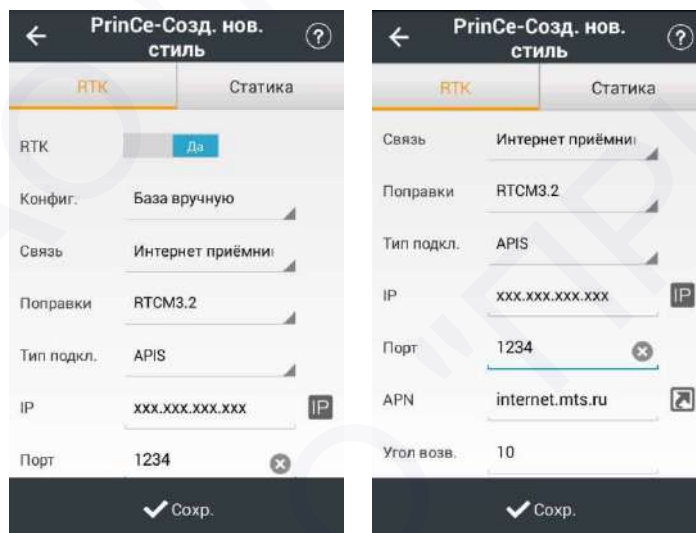 PrinCe-Созд. нов.
стиль
?
RTK
Статика
RTK
Да
Конфиг.
База вручную
Связь
Интернет приёмни
Поправки
RTCM3.2
Тип подкл.
APIS
IP
xxx.xxx.xxx.xxx
IP
Порт
1234
Сохр.
PrinCe-Созд. нов.
стиль
?
RTK
Статика
Связь
Интернет приёмни
Поправки
RTCM3.2
Тип подкл.
APIS
IP
xxx.xxx.xxx.xxx
IP
Порт
1234
APN
internet.mts.ru
Угол возв.
10
Сохр.